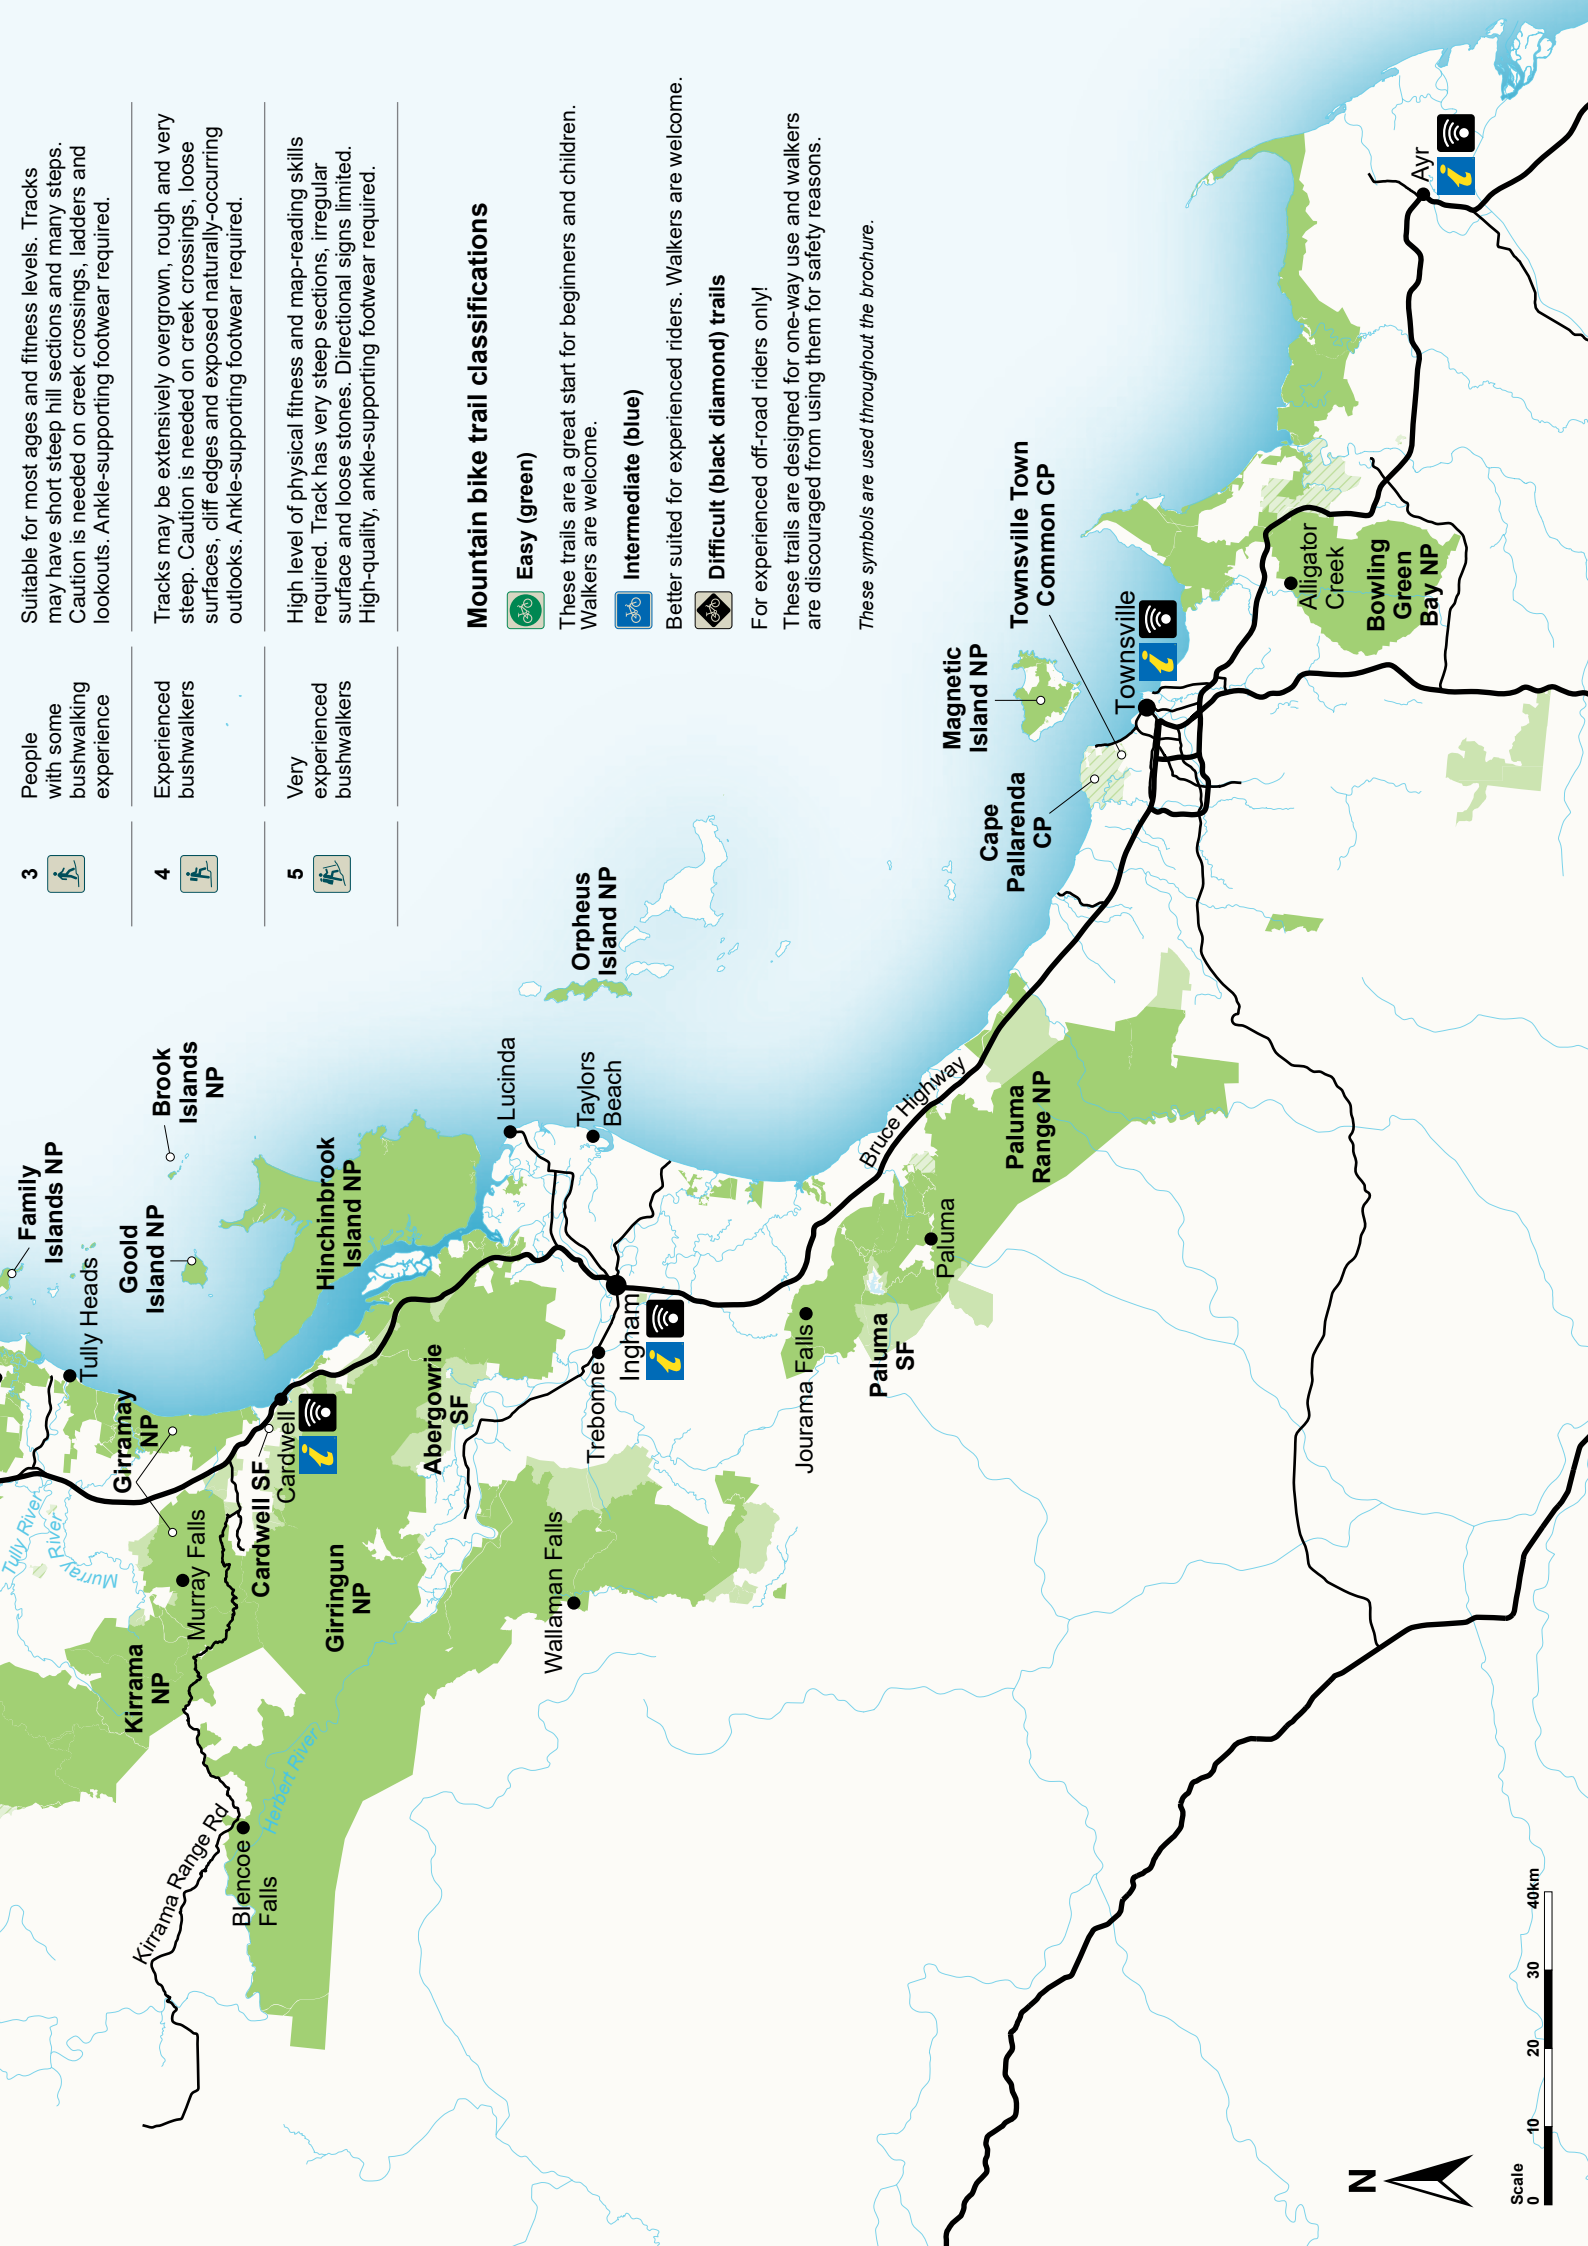 3
People
with some
bushwalking
experience
Suitable for most ages and fitness levels. Tracks
may have short steep hill sections and many steps.
Caution is needed on creek crossings, ladders and
lookouts. Ankle-supporting footwear required.
4
Experienced
bushwalkers
Tracks may be extensively overgrown, rough and very
steep. Caution is needed on creek crossings, loose
surfaces, cliff edges and exposed naturally-occurring
outlooks. Ankle-supporting footwear required.
5
Very
experienced
bushwalkers
High level of physical fitness and map-reading skills
required. Track has very steep sections, irregular
surface and loose stones. Directional signs limited.
High-quality, ankle-supporting footwear required.
Mountain bike trail classifications
Easy (green)
These trails are a great start for beginners and children.
Walkers are welcome.
Intermediate (blue)
Better suited for experienced riders. Walkers are welcome.
Difficult (black diamond) trails
For experienced off-road riders only!
These trails are designed for one-way use and walkers
are discouraged from using them for safety reasons.
These symbols are used throughout the brochure.
Family
Islands NP
Tully Heads
Goold
Island NP
Brook
Islands
NP
Hinchinbrook
Island NP
Tully River
Murray
River
Girramay
NP
Murray Falls
Kirrama
NP
Cardwell SF
Cardwell
i
Girringun
NP
Kirrama Range Rd
Blencoe
Falls
Herbert River
Abergowrie
SF
Lucinda
Taylors
Beach
Ingham
i
Trebonne
Wallaman Falls
Orpheus
Island NP
Jourama Falls
Paluma
SF
Paluma
Bruce Highway
Paluma
Range NP
Magnetic
Island NP
Cape
Pallarenda
CP
Townsville Town
Common CP
Townsville
i
Alligator
Creek
Bowling
Green
Bay NP
Ayr
i
N
Scale
0
10
20
30
40km